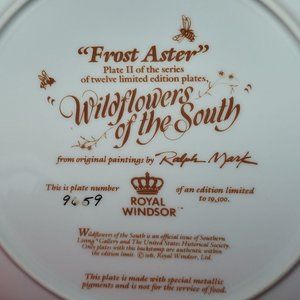 "Frost Aster"
Plate II of the series
of twelve limited edition plates,
"Wildflowers
of the South"
from original paintings by Ralph Mark
This is plate number
9659
of an edition limited
to 19,500.
ROYAL
WINDSOR
Wildflowers of the South is an official issue of Southern
Living Gallery and The United States Historical Society.
Only plates with this backstamp are authentic within
the edition limit. © Royal Windsor, Ltd.
This plate is made with special metallic
pigments and is not for the service of food.